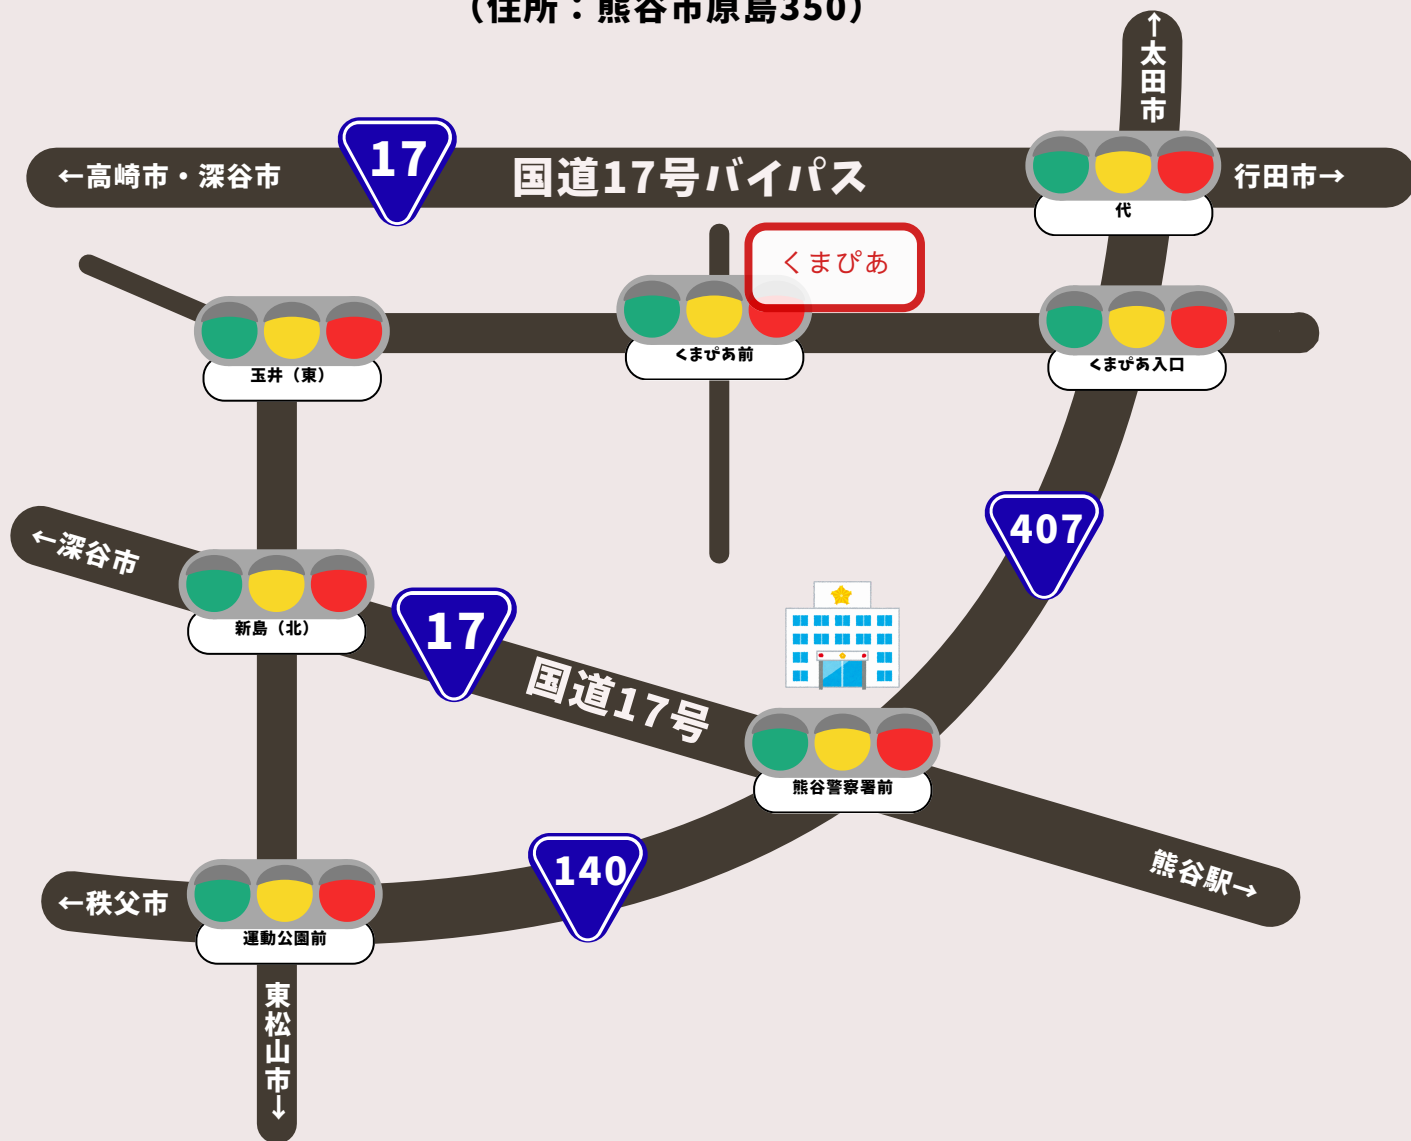 （住所：熊谷市原島350）
↑太田市
←高崎市・深谷市
17
国道17号バイパス
行田市→
代
くまぴあ
玉井（東）
くまぴあ前
くまぴあ入口
←深谷市
407
新島（北）
17
国道17号
熊谷警察署前
140
熊谷駅→
←秩父市
運動公園前
東松山市↓